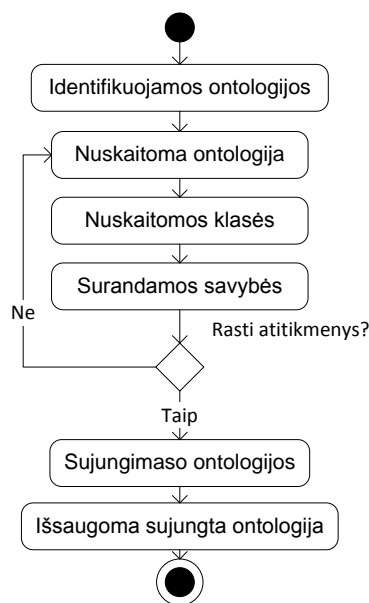 Identifikuojamos ontologijos
Nuskaitoma ontologija
Nuskaitomos klasės
Surandamos savybės
Ne
Rasti atitikmenys?
Taip
Sujungimaso ontologijos
Išsaugoma sujungta ontologija